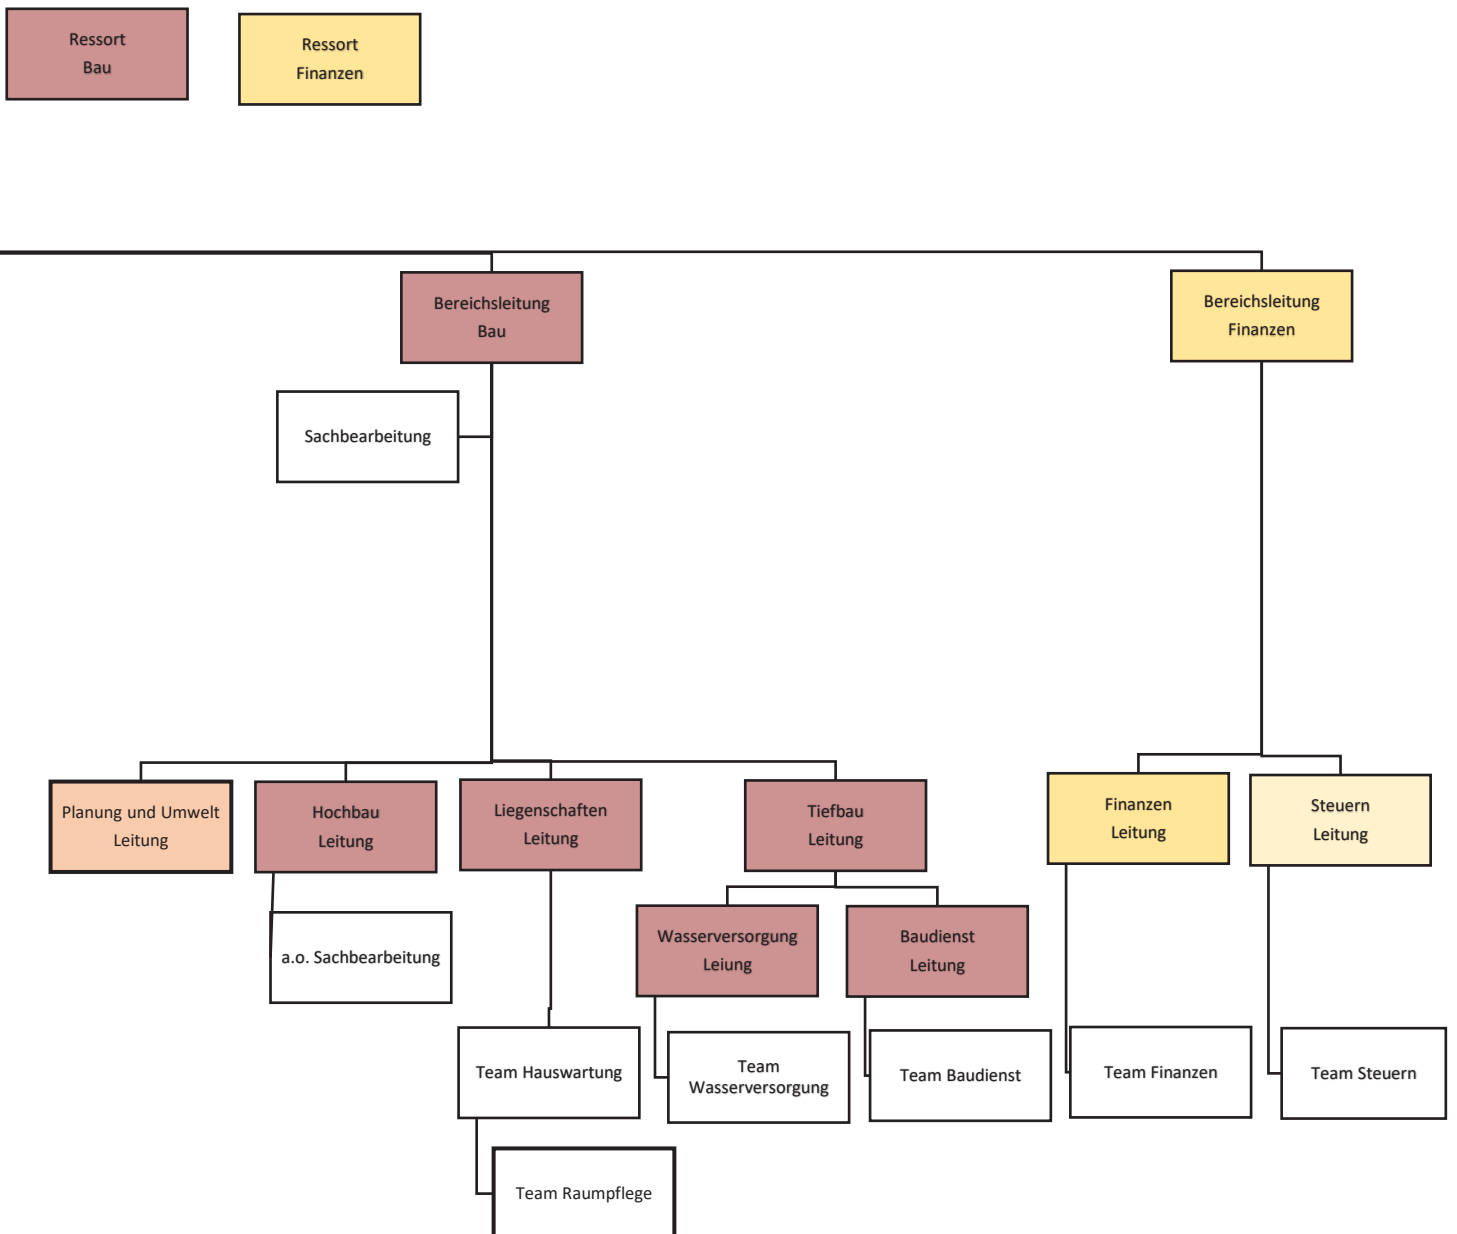 Ressort
Bau
Ressort
Finanzen
Bereichsleitung
Bau
Bereichsleitung
Finanzen
Sachbearbeitung
Planung und Umwelt
Leitung
Hochbau
Leitung
Liegenschaften
Leitung
Tiefbau
Leitung
Finanzen
Leitung
Steuern
Leitung
a.o. Sachbearbeitung
Wasserversorgung
Leiung
Baudienst
Leitung
Team Hauswartung
Team
Wasserversorgung
Team Baudienst
Team Finanzen
Team Steuern
Team Raumpflege